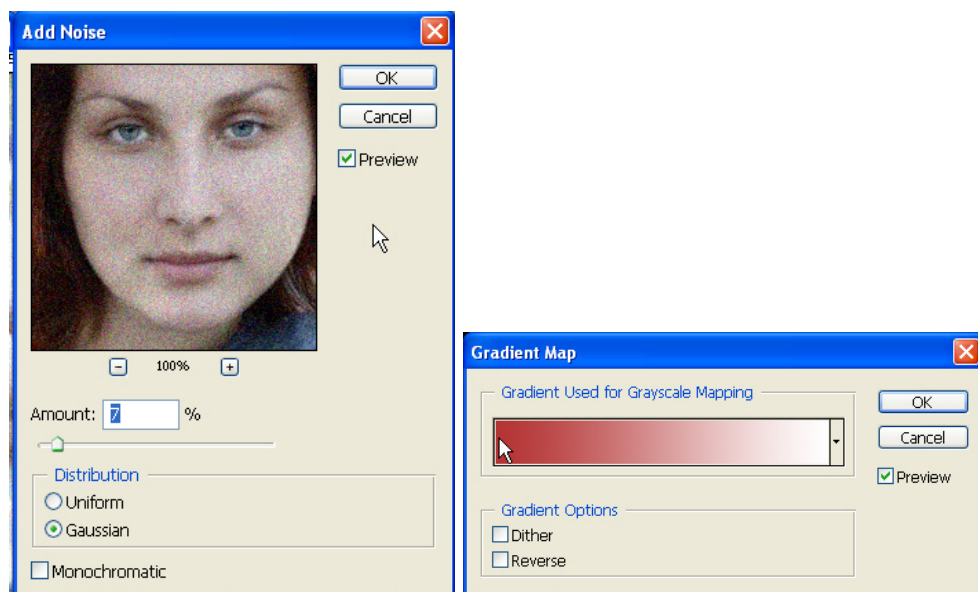 Add Noise
OK
Cancel
Preview
100%
Amount: 7 %
Distribution
Uniform
Gaussian
Monochromatic
Gradient Map
Gradient Used for Grayscale Mapping
OK
Cancel
Preview
Gradient Options
Dither
Reverse